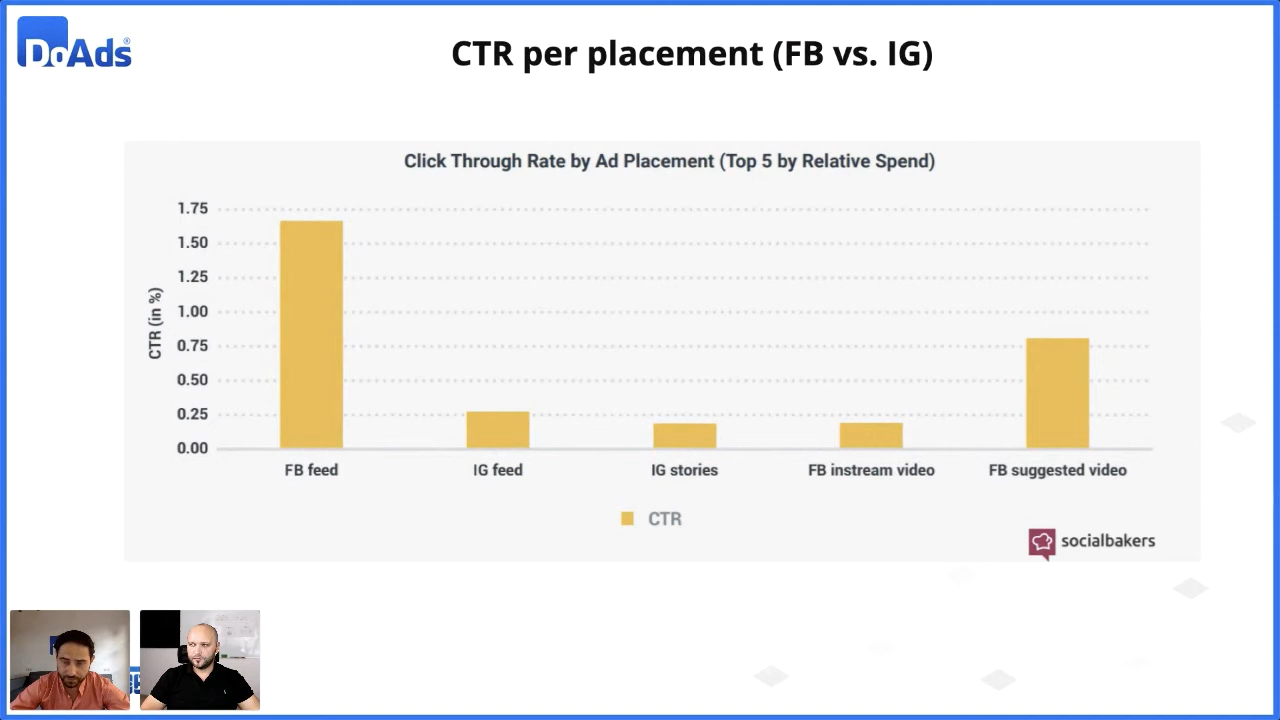 DoAds®
CTR per placement (FB vs. IG)
Click Through Rate by Ad Placement (Top 5 by Relative Spend)
CTR (in %)
1.75
1.50
1.25
1.00
0.75
0.50
0.25
0.00
FB feed IG feed IG stories FB instream video FB suggested video
CTR
socialbakers